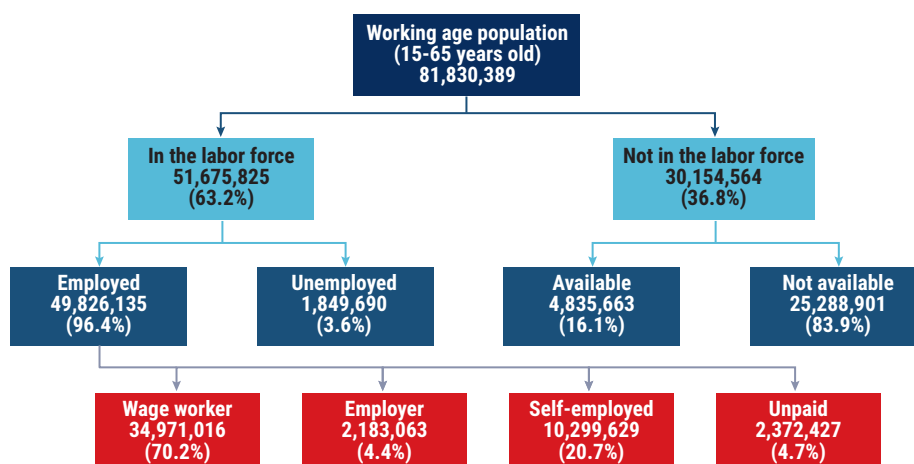 Working age population
(15-65 years old)
81,830,389
In the labor force
51,675,825
(63.2%)
Not in the labor force
30,154,564
(36.8%)
Employed
49,826,135
(96.4%)
Unemployed
1,849,690
(3.6%)
Available
4,835,663
(16.1%)
Not available
25,288,901
(83.9%)
Wage worker
34,971,016
(70.2%)
Employer
2,183,063
(4.4%)
Self-employed
10,299,629
(20.7%)
Unpaid
2,372,427
(4.7%)